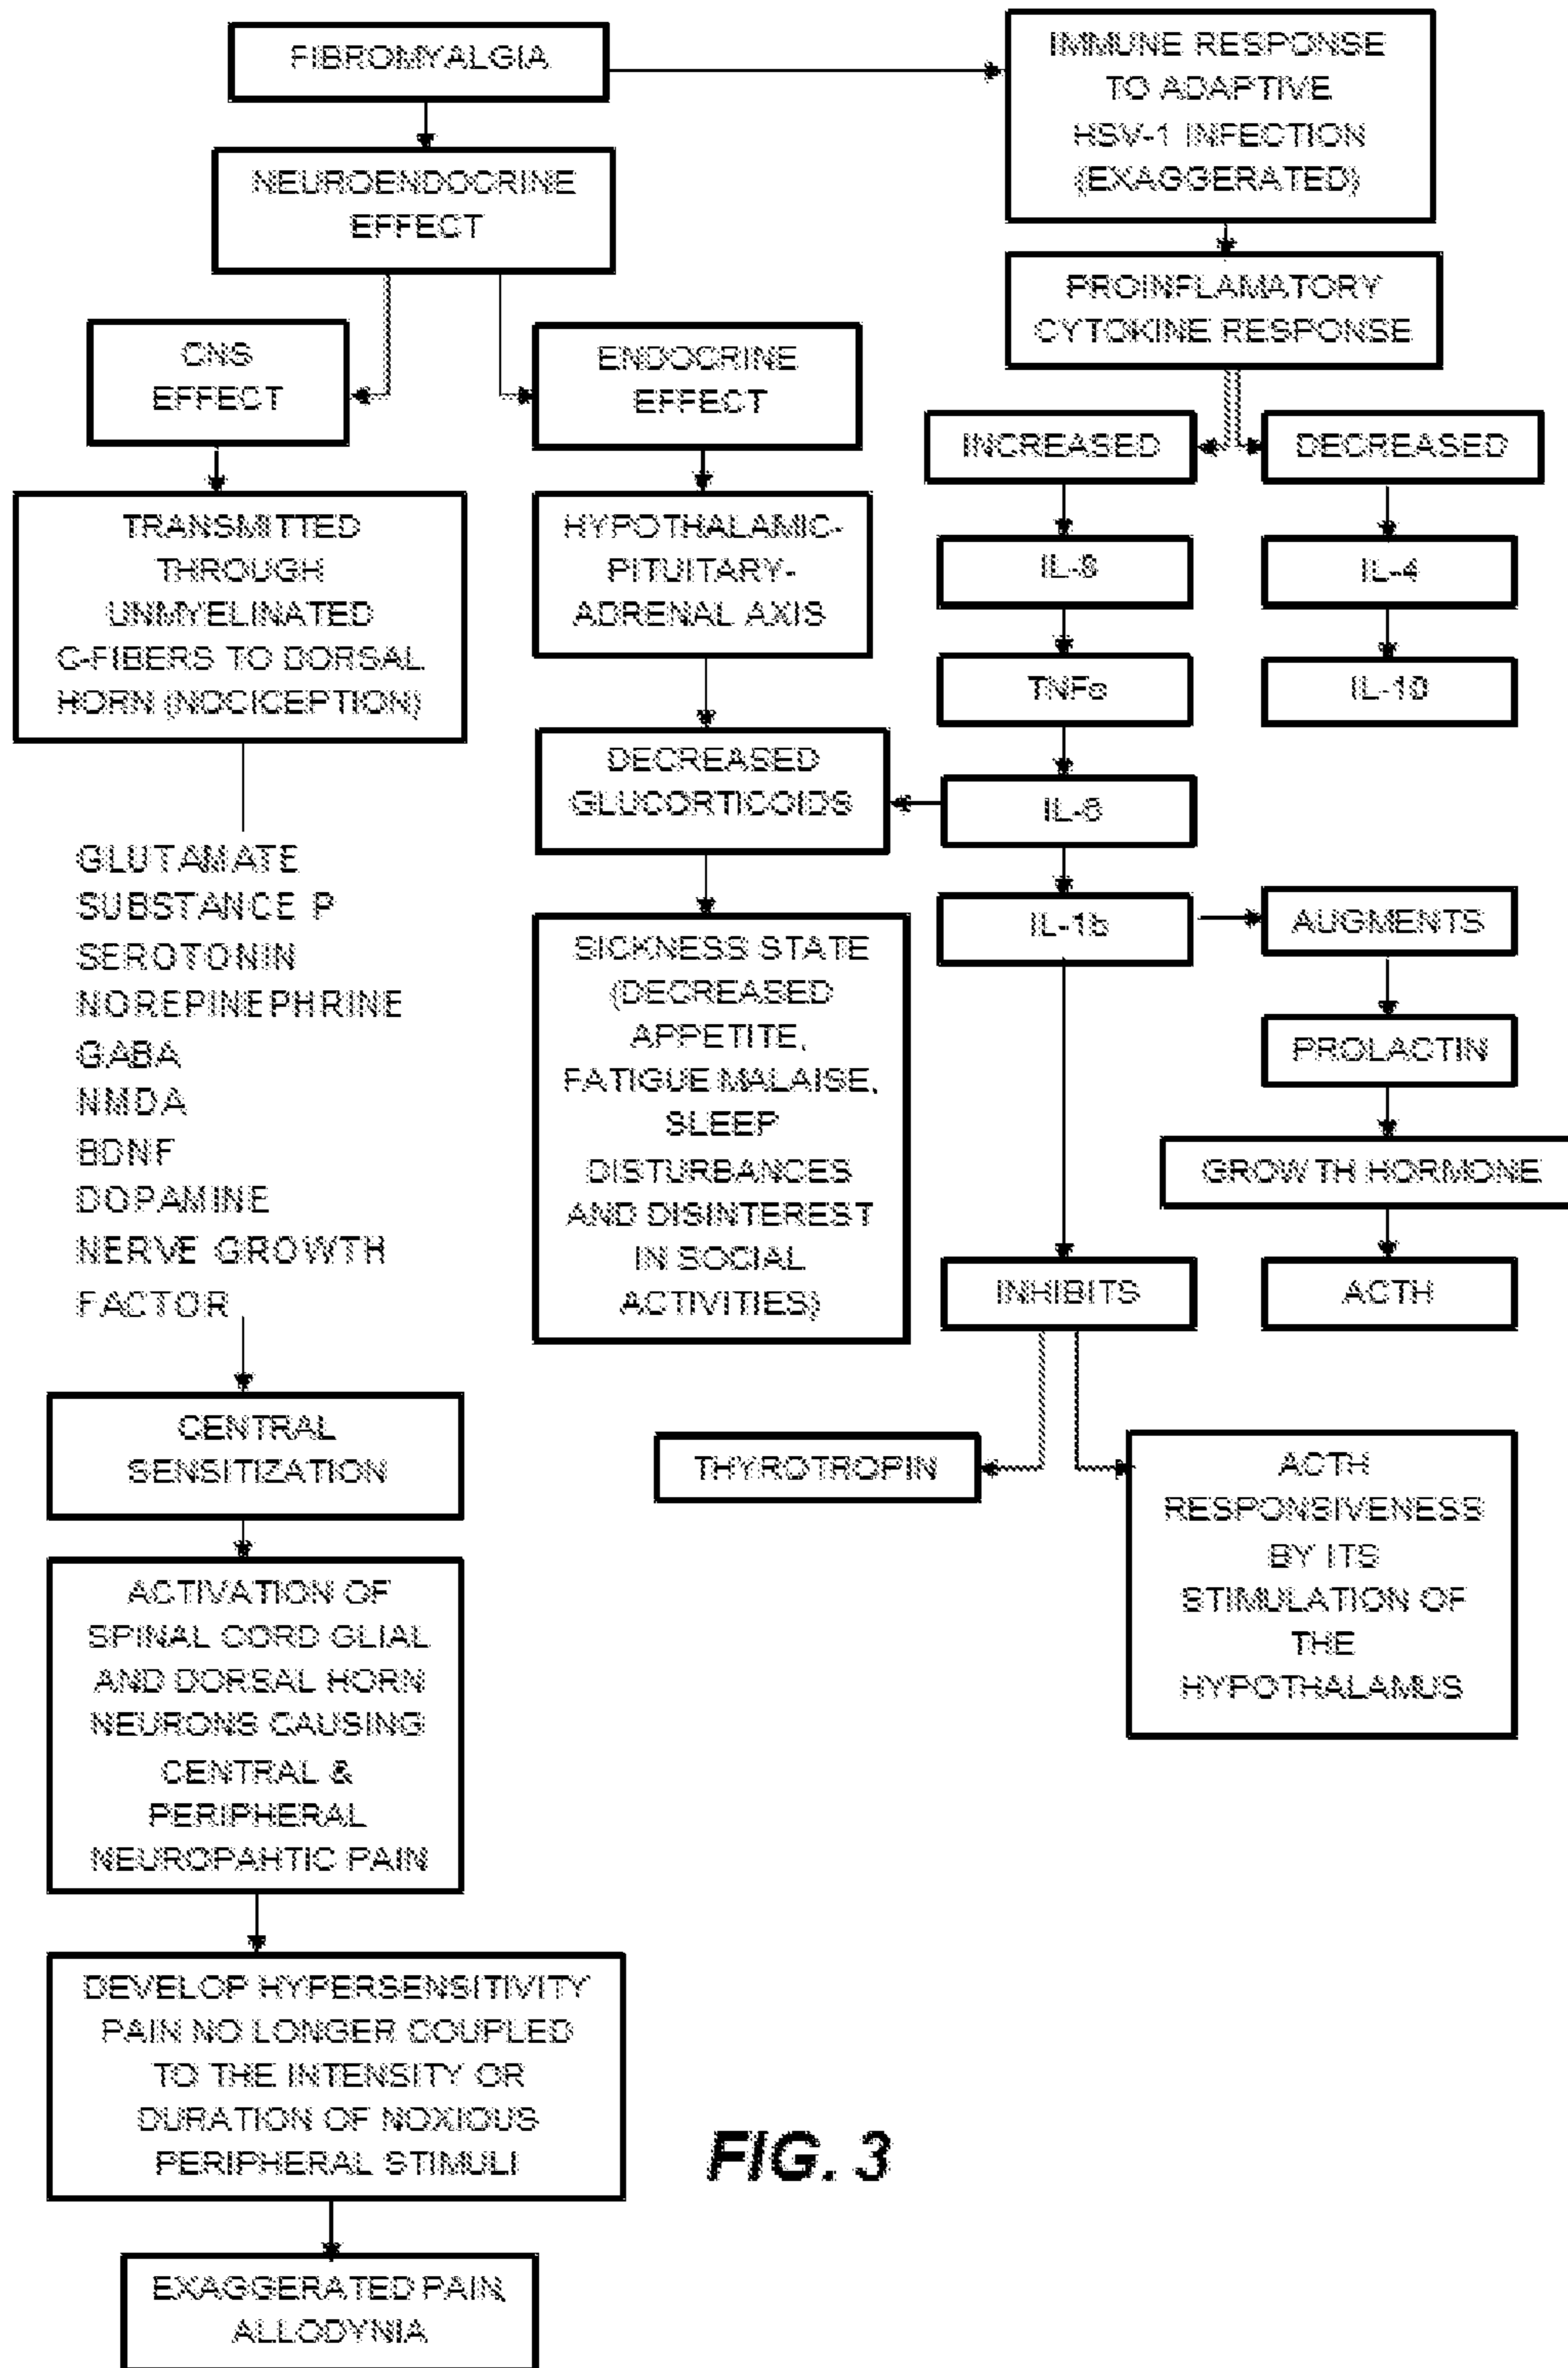 FIBROMYALGIA
IMMUNE RESPONSE
TO ADAPTIVE
HSV-1 INFECTION
(EXAGGERATED)
NEUROENDOCRINE
EFFECT
PROINFLAMATORY
CYTOKINE RESPONSE
CNS
EFFECT
ENDOCRINE
EFFECT
INCREASED
DECREASED
TRANSMITTED
THROUGH
UNMYELINATED
C-FIBERS TO DORSAL
HORN (NOCICEPTION)
HYPOTHALAMIC-
PITUITARY-
ADRENAL AXIS
IL-4
TNFα
IL-10
DECREASED
GLUCORTICOIDS
GLUTAMATE
SUBSTANCE P
SEROTONIN
NOREPINEPHRINE
GABA
NMDA
BDNF
DOPAMINE
NERVE GROWTH
FACTOR
SICKNESS STATE
(DECREASED
APPETITE,
FATIGUE MALAISE,
SLEEP
DISTURBANCES
AND DISINTEREST
IN SOCIAL
ACTIVITIES)
IL-1b
AUGMENTS
PROLACTIN
GROWTH HORMONE
INHIBITS
ACTH
CENTRAL
SENSITIZATION
THYROTROPIN
ACTH
RESPONSIVENESS
BY ITS
STIMULATION OF
THE
HYPOTHALAMUS
ACTIVATION OF
SPINAL CORD GLIAL
AND DORSAL HORN
NEURONS CAUSING
CENTRAL &
PERIPHERAL
NEUROPAHTIC PAIN
DEVELOP HYPERSENSITIVITY
PAIN NO LONGER COUPLED
TO THE INTENSITY OR
DURATION OF NOXIOUS
PERIPHERAL STIMULI
EXAGGERATED PAIN,
ALLODYNIA
FIG. 3